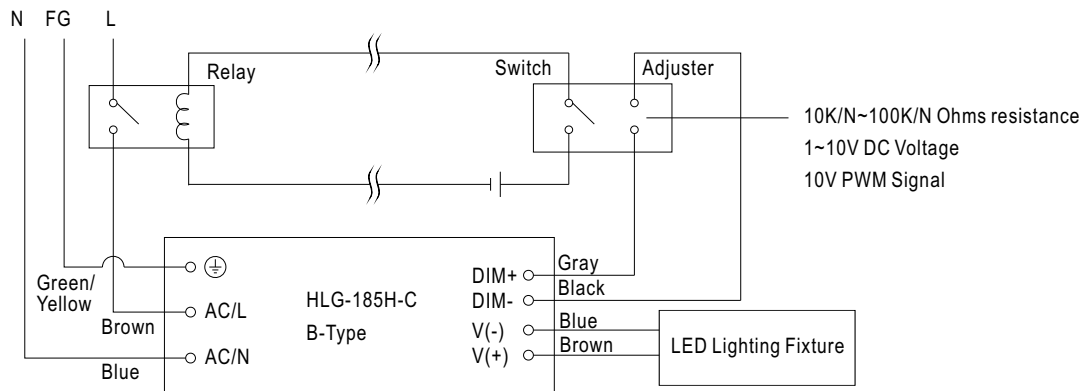 N FG L
Relay
Switch
Adjuster
10K/N~100K/N Ohms resistance
1~10V DC Voltage
10V PWM Signal
Green/
Yellow
Brown
Blue
AC/L
AC/N
HLG-185H-C
B-Type
DIM+
DIM-
V(-)
V(+)
Gray
Black
Blue
Brown
LED Lighting Fixture